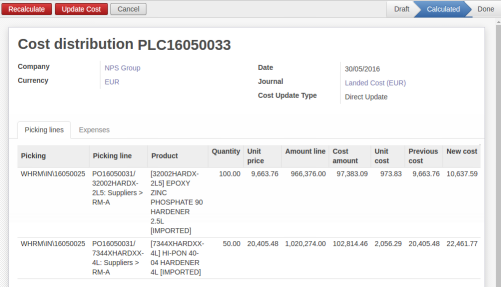 Recalculate Update Cost Cancel Draft Calculated Done
Cost distribution PLC16050033
Company NPS Group Date 30/05/2016
Currency EUR Journal Landed Cost (EUR)
Cost Update Type Direct Update
Picking lines Expenses
Picking Picking line Product Quantity Unit Amount line Cost Unit Previous New cost
price amount cost cost
WHRM\IN\16050025 PO16050031/ [32002HARDX- 100.00 9,663.76 966,376.00 97,383.09 973.83 9,663.76 10,637.59
32002HARDX- 2L5] EPOXY
2L5: Suppliers > ZINC
RM-A PHOSPHATE 90
HARDENER
2.5L
[IMPORTED]
WHRM\IN\16050025 PO16050031/ [7344XHARDXX- 50.00 20,405.48 1,020,274.00 102,814.46 2,056.29 20,405.48 22,461.77
7344XHARDXX- 4L] HI-PON 40-
4L: Suppliers > 04 HARDENER
RM-A 4L [IMPORTED]